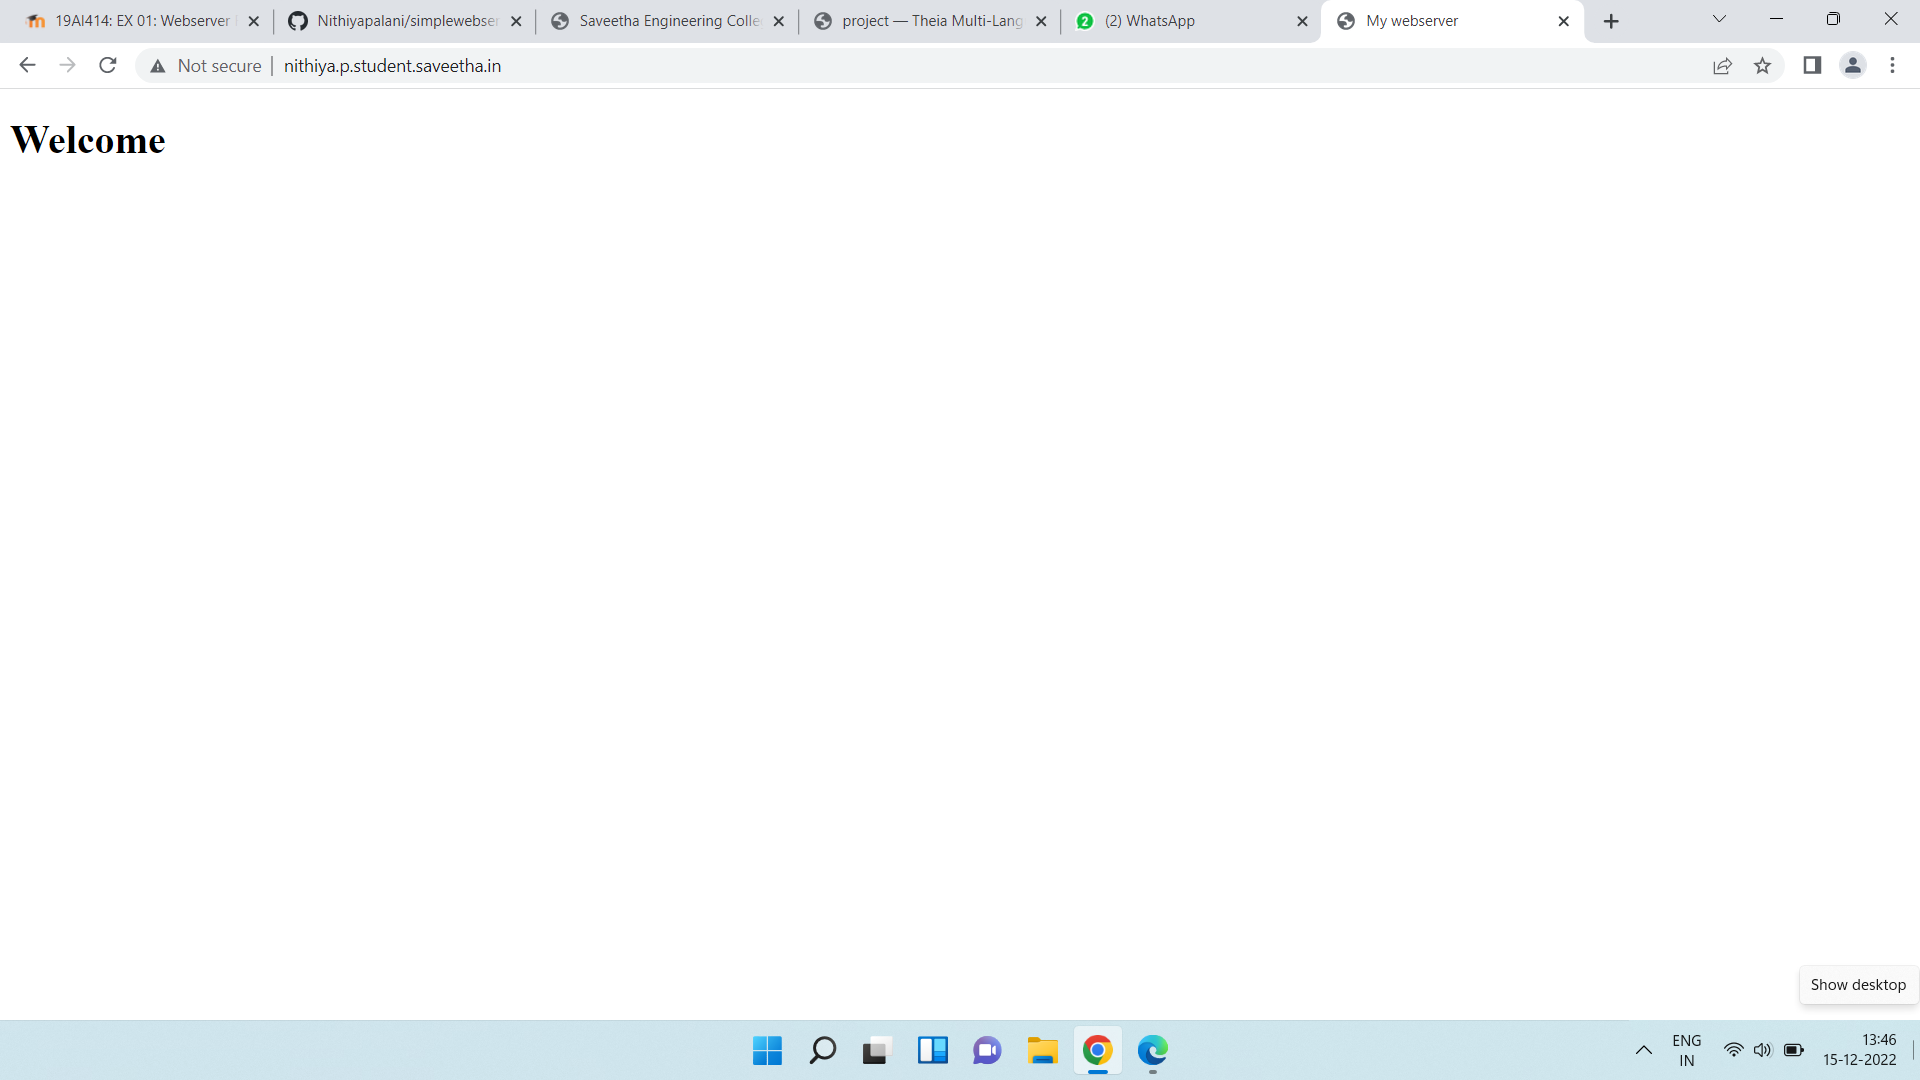 19AI414: EX 01: Webserver
Nithiyapalani/simplewebser
Saveetha Engineering Colle
project — Theia Multi-Lang
2
(2) WhatsApp
My webserver
Not secure
nithiya.p.student.saveetha.in
Welcome
Show desktop
ENG
IN
13:46
15-12-2022